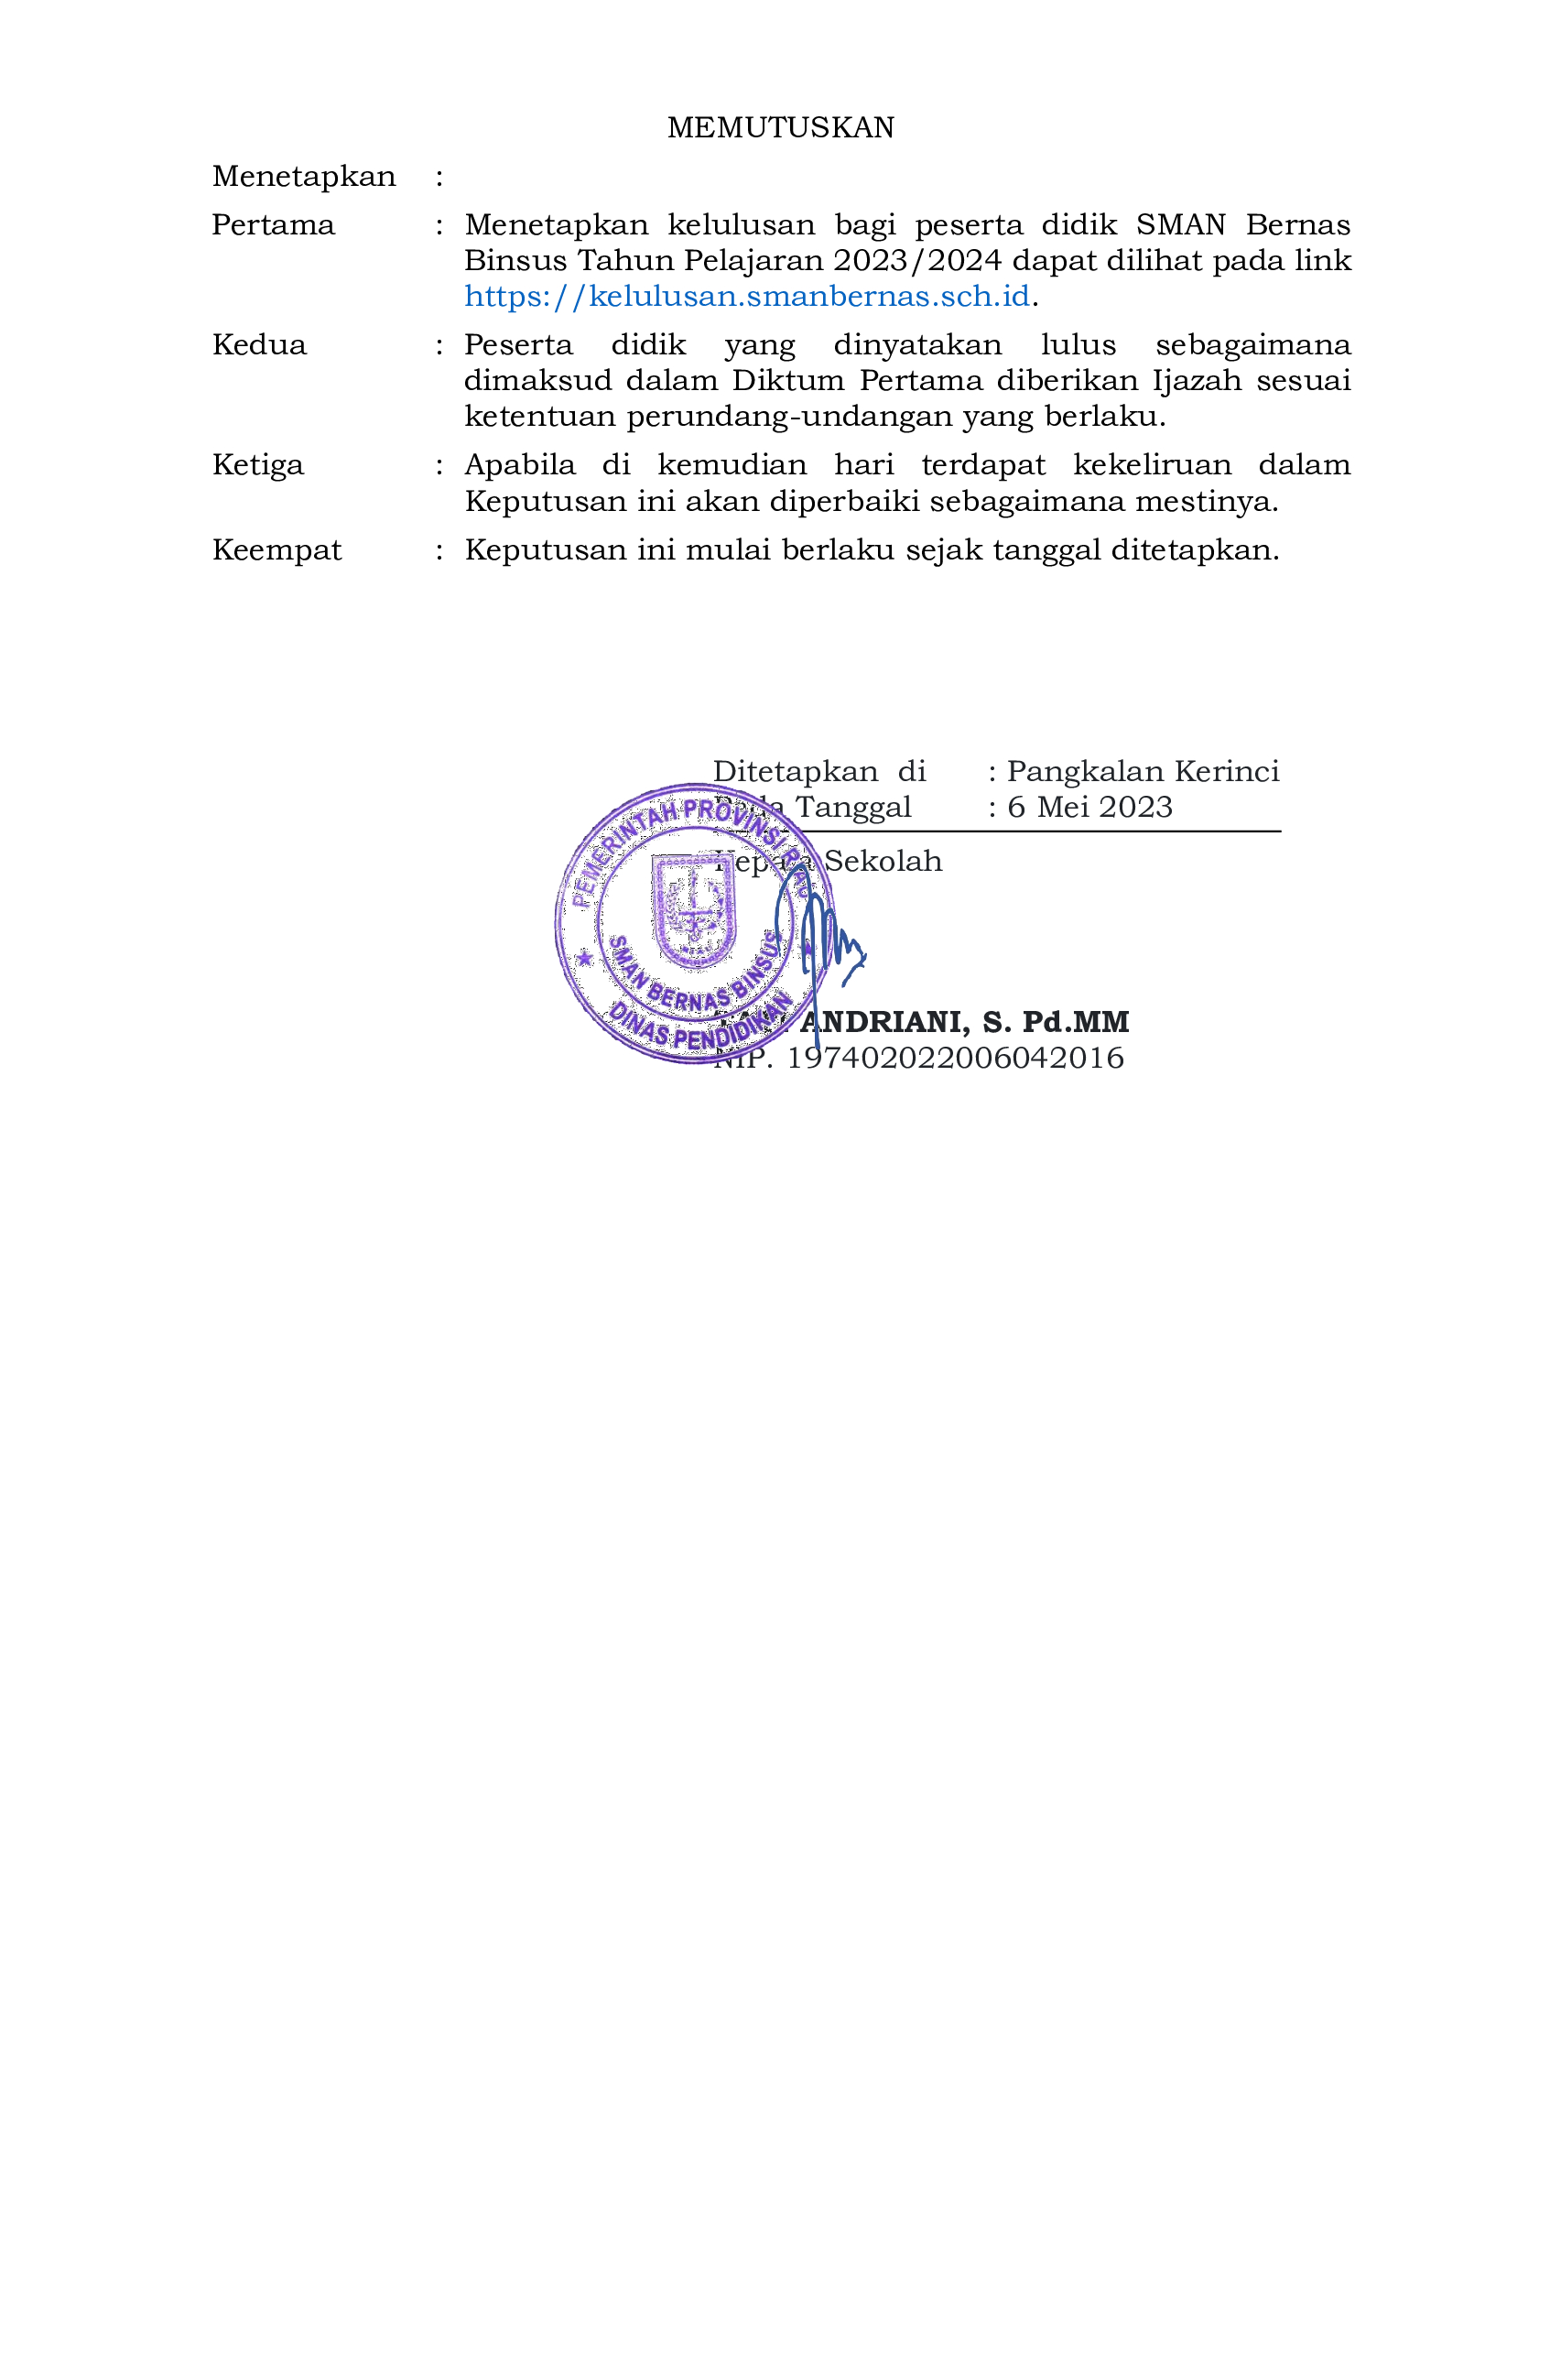 MEMUTUSKAN
Menetapkan :
Pertama : Menetapkan kelulusan bagi peserta didik SMAN Bernas
Binsus Tahun Pelajaran 2023/2024 dapat dilihat pada link
https://kelulusan.smanbernas.sch.id.
Kedua : Peserta didik yang dinyatakan lulus sebagaimana
dimaksud dalam Diktum Pertama diberikan Ijazah sesuai
ketentuan perundang-undangan yang berlaku.
Ketiga : Apabila di kemudian hari terdapat kekeliruan dalam
Keputusan ini akan diperbaiki sebagaimana mestinya.
Keempat : Keputusan ini mulai berlaku sejak tanggal ditetapkan.
Ditetapkan di : Pangkalan Kerinci
Pada Tanggal : 6 Mei 2023
Kepala Sekolah
ANDRIANI, S. Pd.MM
NIP. 197402022006042016
PEMERINTAH PROVINSI RIAU
SMAN BERNAS BINSUS
DINAS PENDIDIKAN